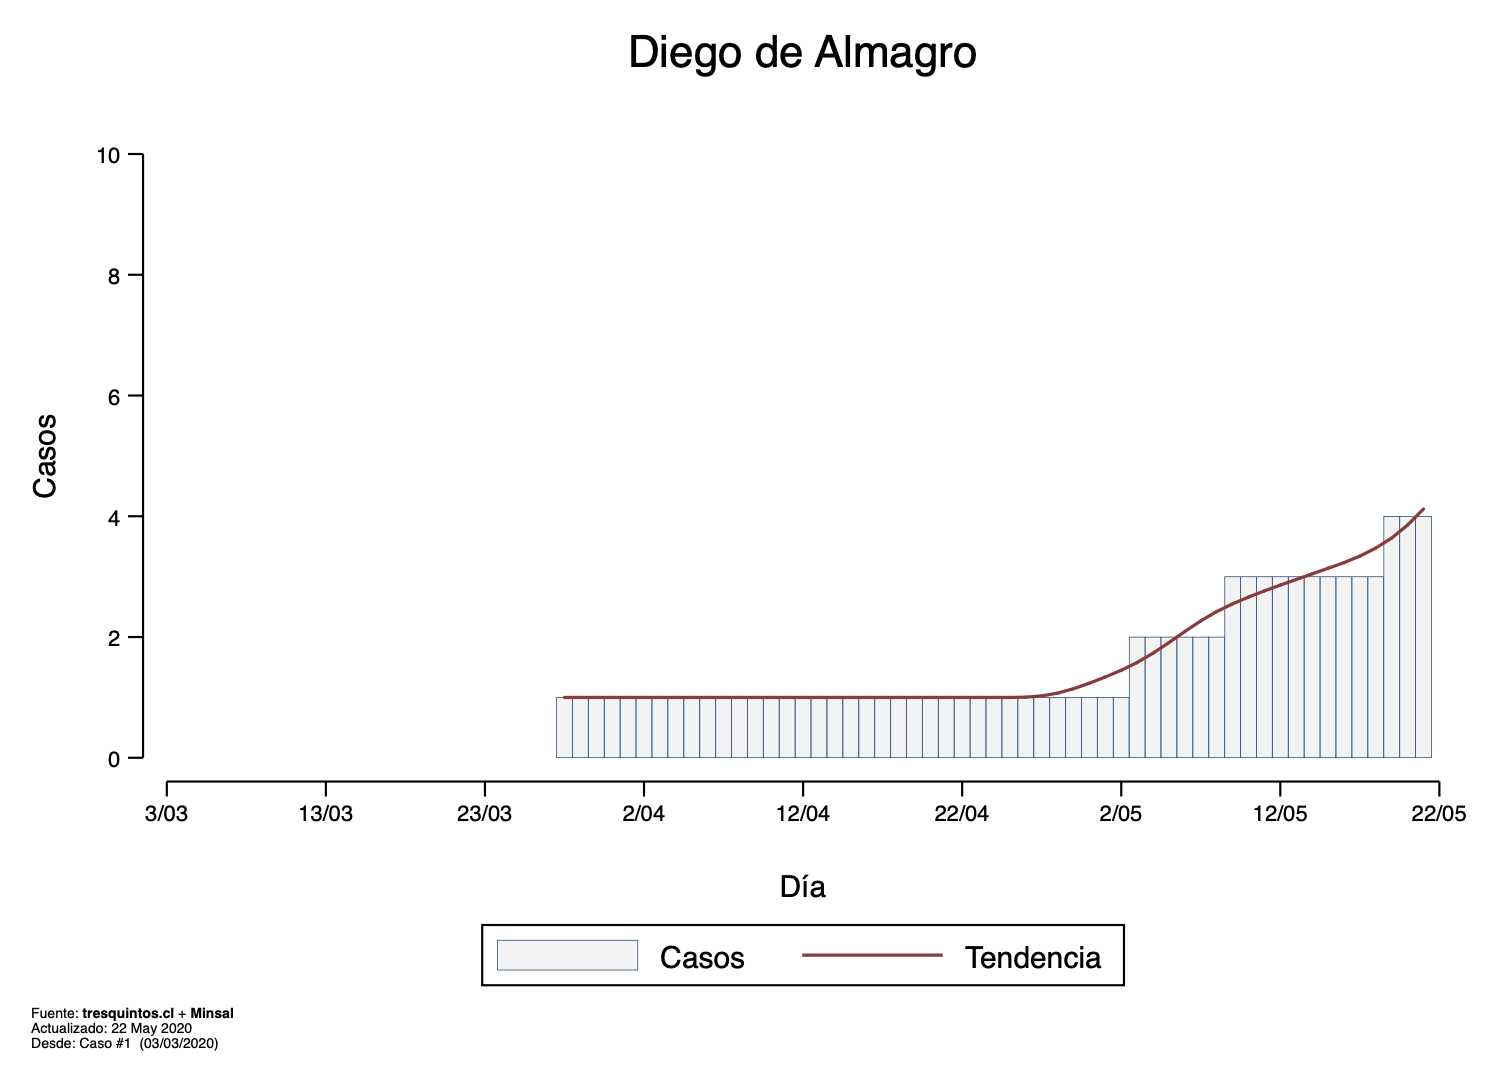 Diego de Almagro
10
8
6
4
2
0
Casos
3/03 13/03 23/03 2/04 12/04 22/04 2/05 12/05 22/05
Día
Casos Tendencia
Fuente: tresquintos.cl + Minsal
Actualizado: 22 May 2020
Desde: Caso #1 (03/03/2020)